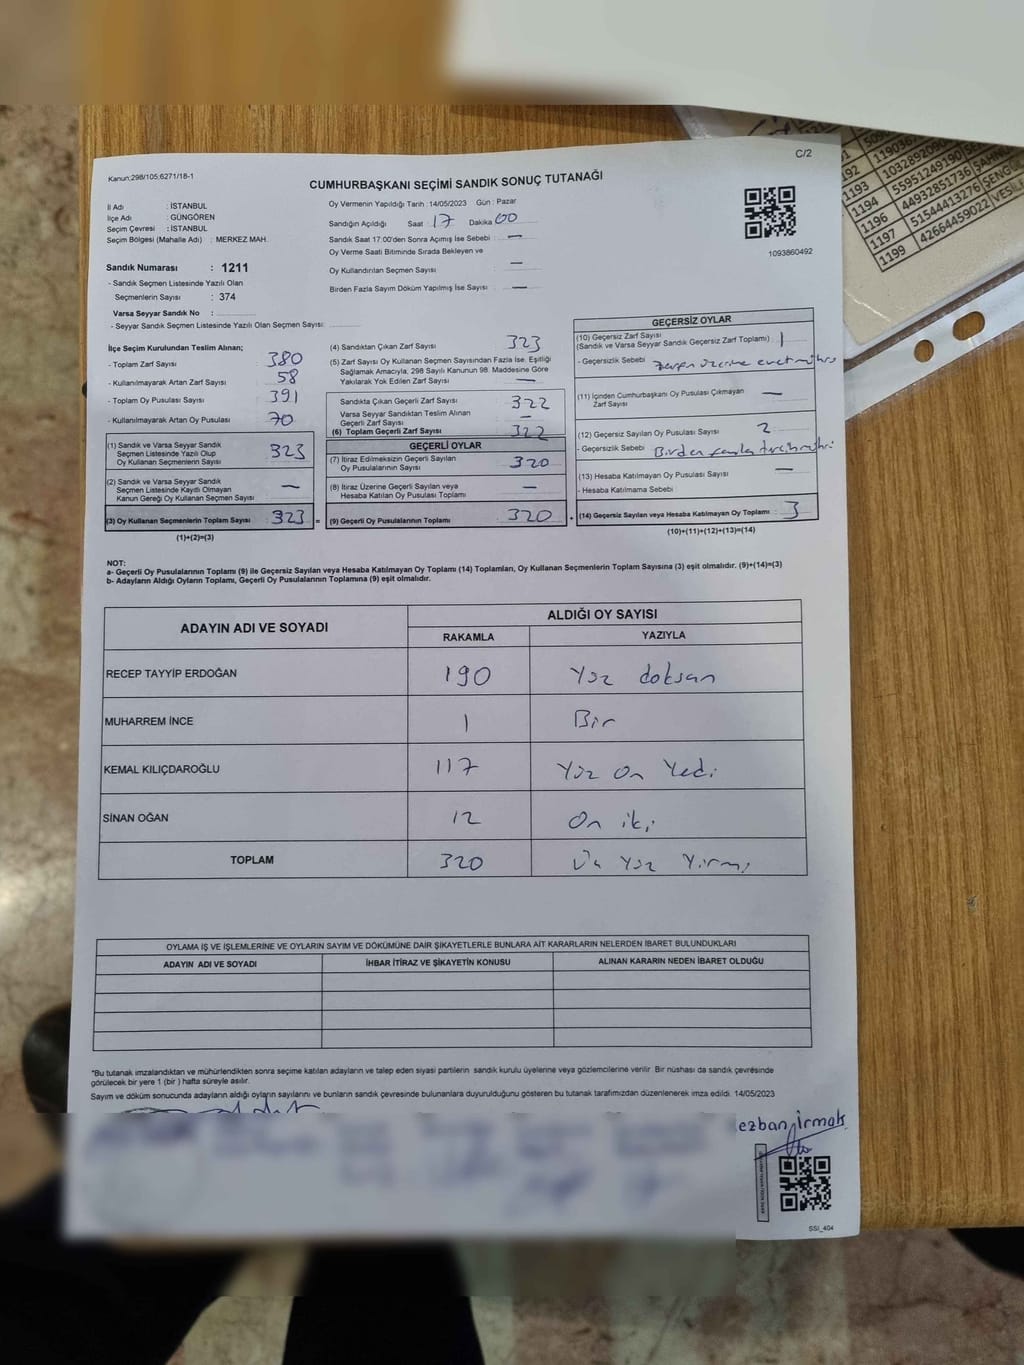 C/2
Kanun:298/105;6271/18-1
CUMHURBAŞKANI SEÇİMİ SANDIK SONUÇ TUTANAĞI
İl Adı : İSTANBUL
İlçe Adı : GÜNGÖREN
Seçim Çevresi : İSTANBUL
Seçim Bölgesi (Mahalle Adı) : MERKEZ MAH.
Sandık Numarası : 1211
- Sandık Seçmen Listesinde Yazılı Olan
Seçmenlerin Sayısı : 374
Varsa Seyyar Sandık No :
- Seyyar Sandık Seçmen Listesinde Yazılı Olan Seçmen Sayısı:
Oy Vermenin Yapıldığı Tarih : 14/05/2023 Gün : Pazar
Sandığın Açıldığı Saat : 17 Dakika 00
Sandık Saat 17:00'den Sonra Açımış İse Sebebi : —
Oy Verme Saati Bitiminde Sırada Bekleyen ve
Oy Kullandırılan Seçmen Sayısı : —
Birden Fazla Sayım Döküm Yapılmış İse Sayısı : —
1093860492
İlçe Seçim Kurulundan Teslim Alınan;
- Toplam Zarf Sayısı : 380
- Kullanılmayarak Artan Zarf Sayısı : 58
- Toplam Oy Pusulası Sayısı : 391
- Kullanılmayarak Artan Oy Pusulası : 70
(1) Sandık ve Varsa Seyyar Sandık
Seçmen Listesinde Yazılı Olup
Oy Kullanan Seçmenlerin Sayısı : 323
(2) Sandık ve Varsa Seyyar Sandık
Seçmen Listesinde Kaydı Olmayan
Kanun Gereği Oy Kullanan Seçmen Sayısı : —
(3) Oy Kullanan Seçmenlerin Toplam Sayısı : 323 =
(1)+(2)=(3)
(4) Sandıktan Çıkan Zarf Sayısı : 323
(5) Zarf Sayısı Oy Kullanan Seçmen Sayısından Fazla İse, Eşitliği
Sağlamak Amacıyla, 298 Sayılı Kanunun 98. Maddesine Göre
Yakılarak Yok Edilen Zarf Sayısı : —
Sandıkta Çıkan Geçerli Zarf Sayısı : 322
Varsa Seyyar Sandıktan Teslim Alınan
Geçerli Zarf Sayısı : —
(6) Toplam Geçerli Zarf Sayısı : 322
GEÇERLİ OYLAR
(7) İtiraz Edilmeksizin Geçerli Sayılan
Oy Pusulalarının Sayısı : 320
(8) İtiraz Üzerine Geçerli Sayılan veya
Hesaba Katılan Oy Pusulası Toplamı : —
(9) Geçerli Oy Pusulalarının Toplamı : 320 +
GEÇERSİZ OYLAR
(10) Geçersiz Zarf Sayısı
(Sandık ve Varsa Seyyar Sandık Geçersiz Zarf Toplamı) : 1
- Geçersizlik Sebebi : zarfın üzerine evet mührü
(11) İçinden Cumhurbaşkanı Oy Pusulası Çıkmayan
Zarf Sayısı : —
(12) Geçersiz Sayılan Oy Pusulası Sayısı : 2
- Geçersizlik Sebebi : Birden fazla tercih mührü
(13) Hesaba Katılmayan Oy Pusulası Sayısı : —
- Hesaba Katılmama Sebebi :
(14) Geçersiz Sayılan veya Hesaba Katılmayan Oy Toplamı : 3
(10)+(11)+(12)+(13)=(14)
NOT:
a- Geçerli Oy Pusulalarının Toplamı (9) ile Geçersiz Sayılan veya Hesaba Katılmayan Oy Toplamı (14) Toplamları, Oy Kullanan Seçmenlerin Toplam Sayısına (3) eşit olmalıdır. (9)+(14)=(3)
b- Adayların Aldığı Oyların Toplamı, Geçerli Oy Pusulalarının Toplamına (9) eşit olmalıdır.
ADAYIN ADI VE SOYADI ALDIĞI OY SAYISI
RAKAMLA YAZIYLA
RECEP TAYYİP ERDOĞAN 190 Yüz doksan
MUHARREM İNCE 1 Bir
KEMAL KILIÇDAROĞLU 117 Yüz on Yedi
SİNAN OĞAN 12 On iki
TOPLAM 320 Üç Yüz Yirmi
OYLAMA İŞ VE İŞLEMLERİNE VE OYLARIN SAYIM VE DÖKÜMÜNE DAİR ŞİKAYETLERLE BUNLARA AİT KARARLARIN NELERDEN İBARET BULUNDUKLARI
ADAYIN ADI VE SOYADI İHBAR İTİRAZ VE ŞİKAYETİN KONUSU ALINAN KARARIN NEDEN İBARET OLDUĞU
"Bu tutanak imzalandıktan ve mühürlendikten sonra seçime katılan adayların ve talep eden siyasi partilerin sandık kurulu üyelerine veya gözlemcilerine verilir. Bir nüshası da sandık çevresinde
görülecek bir yere 1 (bir ) hafta süreyle asılır.
Sayım ve döküm sonucunda adayların aldığı oyların sayılarını ve bunların sandık çevresinde bulunanlara duyurulduğunu gösteren bu tutanak tarafımızdan düzenlenerek imza edildi. 14/05/2023
ezban irmak
SSI_404
1193
1194
1196 44932851736
1197 51544413276 ŞENG
1199 42664459022